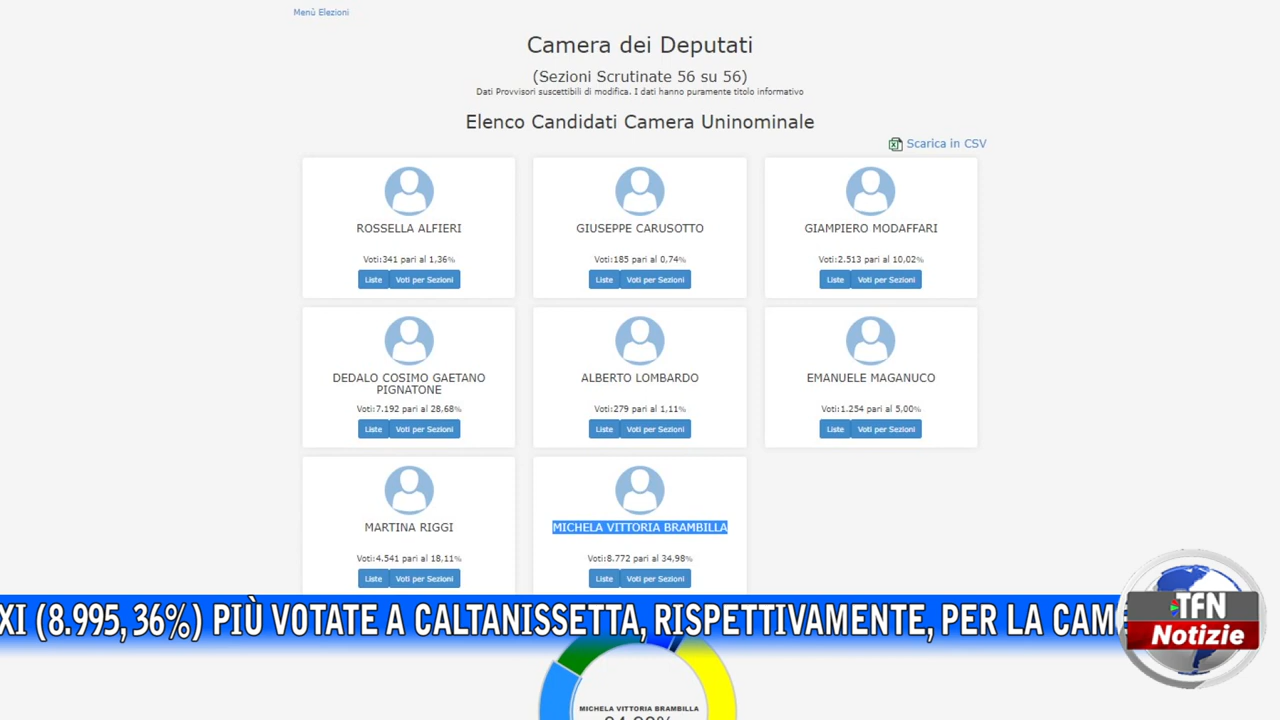 Menù Elezioni
Camera dei Deputati
(Sezioni Scrutinate 56 su 56)
Dati Provvisori suscettibili di modifica. I dati hanno puramente titolo informativo
Elenco Candidati Camera Uninominale
Scarica in CSV
ROSSELLA ALFIERI
Voti:341 pari al 1,36%
Liste Voti per Sezioni
GIUSEPPE CARUSOTTO
Voti:185 pari al 0,74%
Liste Voti per Sezioni
GIAMPIERO MODAFFARI
Voti:2.513 pari al 10,02%
Liste Voti per Sezioni
DEDALO COSIMO GAETANO
PIGNATONE
Voti:7.192 pari al 28,68%
Liste Voti per Sezioni
ALBERTO LOMBARDO
Voti:279 pari al 1,11%
Liste Voti per Sezioni
EMANUELE MAGANUCO
Voti:1.254 pari al 5,00%
Liste Voti per Sezioni
MARTINA RIGGI
Voti:4.541 pari al 18,11%
Liste Voti per Sezioni
MICHELA VITTORIA BRAMBILLA
Voti:8.772 pari al 34,98%
Liste Voti per Sezioni
XI (8.995, 36%) PIÙ VOTATE A CALTANISSETTA, RISPETTIVAMENTE, PER LA CAME
TFN
Notizie
MICHELA VITTORIA BRAMBILLA